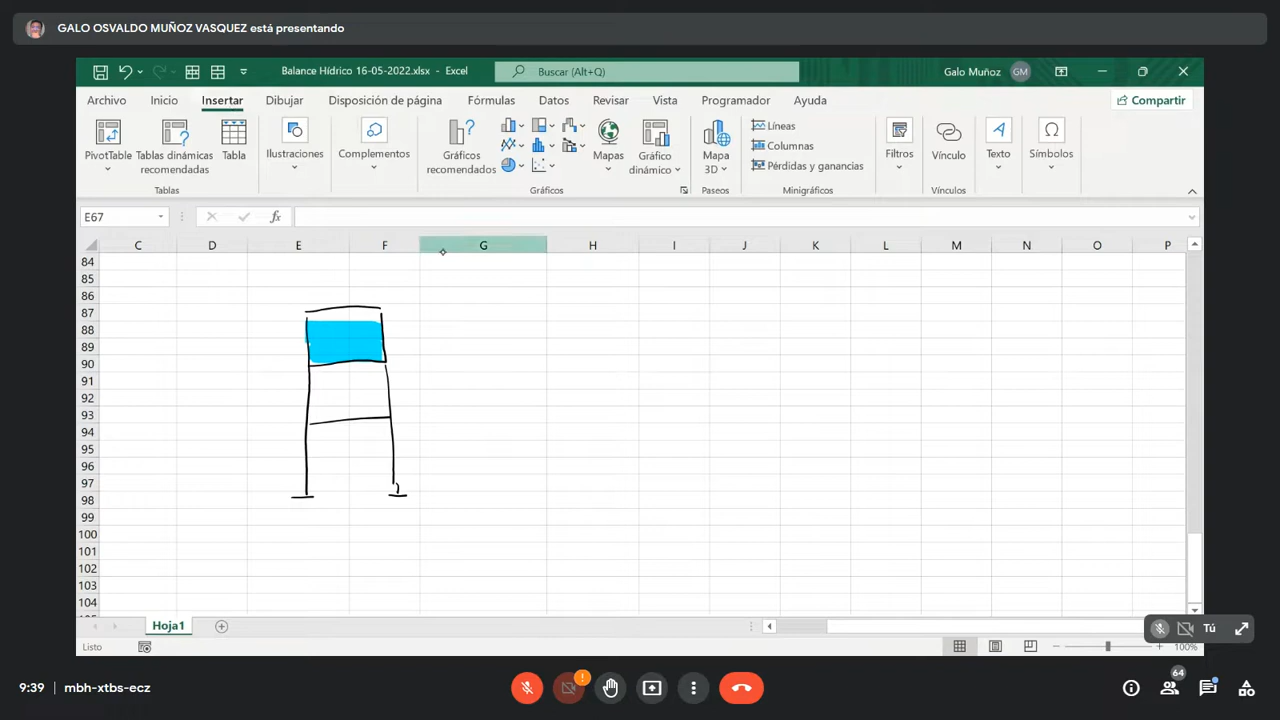 GALO OSVALDO MUÑOZ VASQUEZ está presentando
Balance Hídrico 16-05-2022.xlsx - Excel
Buscar (Alt+Q)
Galo Muñoz GM
Archivo Inicio Insertar Dibujar Disposición de página Fórmulas Datos Revisar Vista Programador Ayuda Compartir
PivotTable Tablas dinámicas recomendadas Tabla Ilustraciones Complementos Gráficos recomendados Mapas Gráfico dinámico Mapa 3D Líneas Columnas Pérdidas y ganancias Filtros Vínculo Texto Símbolos
Tablas Gráficos Paseos Minigráficos Filtros Vínculos
E67 fx
C D E F G H I J K L M N O P
84
85
86
87
88
89
90
91
92
93
94
95
96
97
98
99
100
101
102
103
104
Hoja1
Tú
Listo 100%
9:39 mbh-xtbs-ecz 64